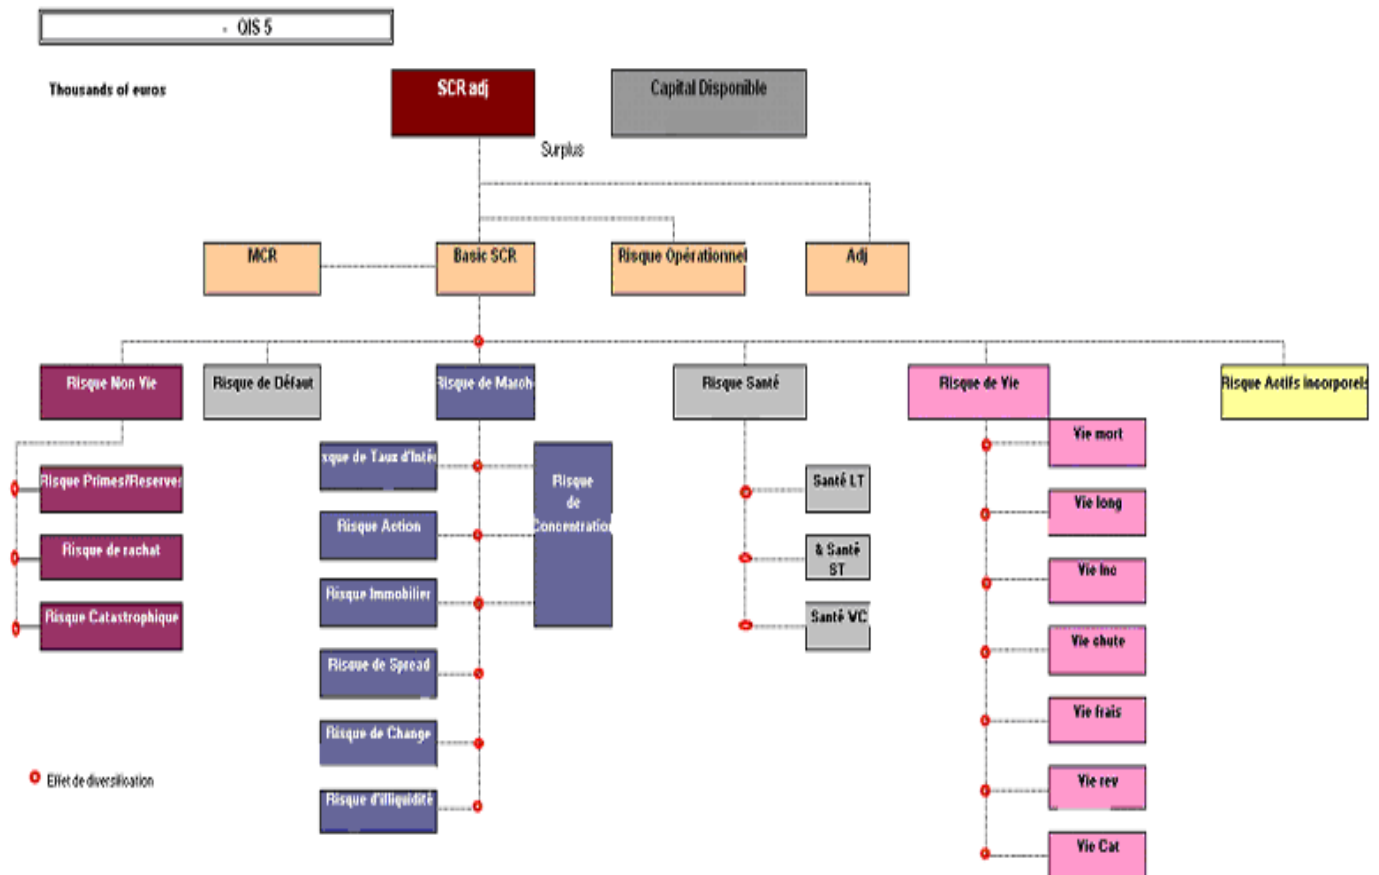 - QIS 5
Thousands of euros
SCR adj
Capital Disponible
Surplus
MCR
Basic SCR
Risque Opérationnel
Adj
Risque Non Vie
Risque de Défaut
Risque de March
Risque Santé
Risque de Vie
Risque Actifs incorporels
Risque Primes/Reserves
Risque de rachat
Risque Catastrophique
sque de Taux d'Intér
Risque Action
Risque Immobilier
Risque de Spread
Risque de Change
Risque d'illiquidité
Risque
de
Concentration
Santé LT
& Santé
ST
Santé WC
Vie mort
Vie long
Vie Inc
Vie chute
Vie frais
Vie rev
Vie Cat
Effet de diversification